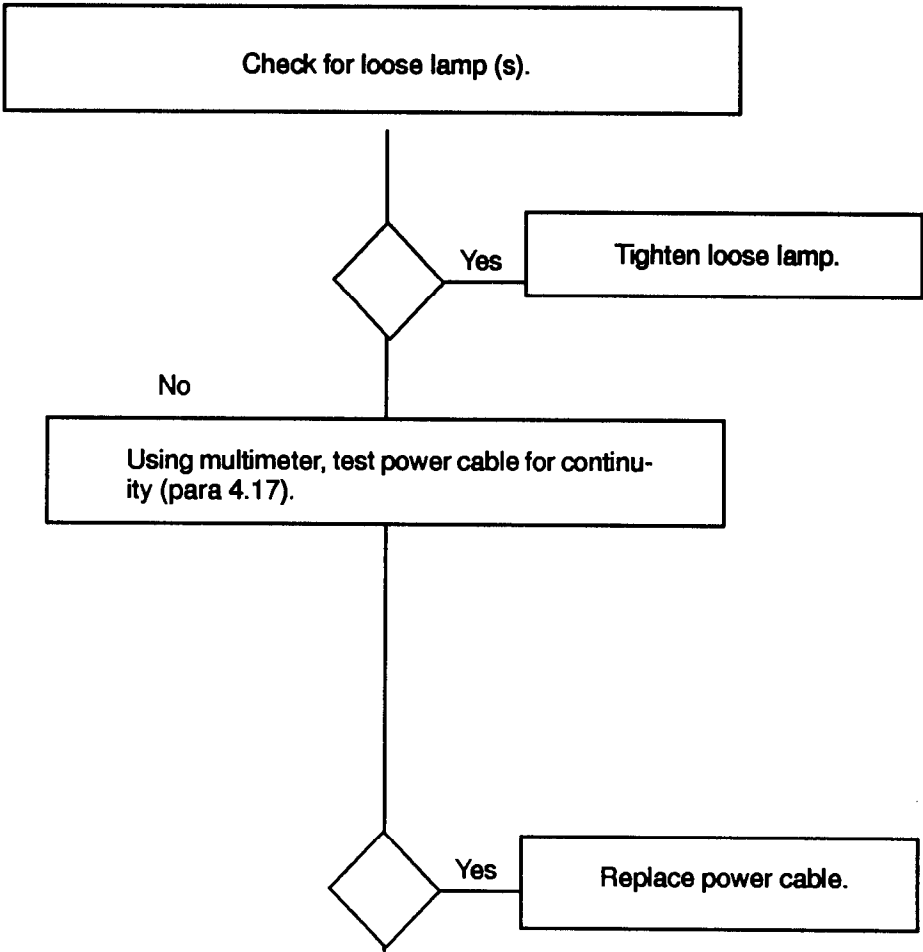 Check for loose lamp (s).
Yes
Tighten loose lamp.
No
Using multimeter, test power cable for continu-
ity (para 4.17).
Yes
Replace power cable.